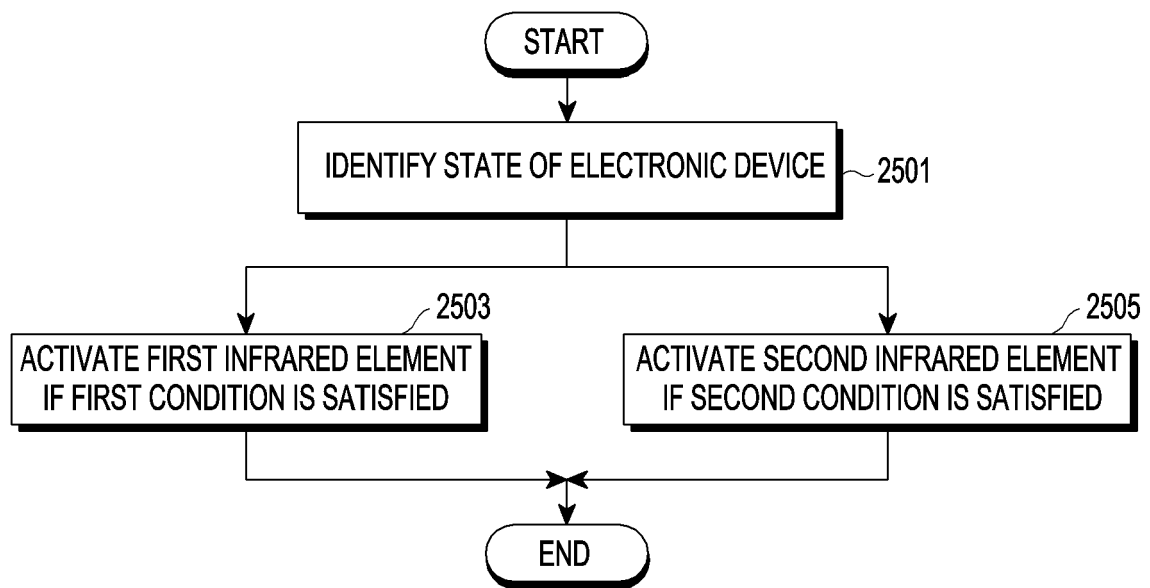 START
IDENTIFY STATE OF ELECTRONIC DEVICE
2501
2503
ACTIVATE FIRST INFRARED ELEMENT
IF FIRST CONDITION IS SATISFIED
2505
ACTIVATE SECOND INFRARED ELEMENT
IF SECOND CONDITION IS SATISFIED
END